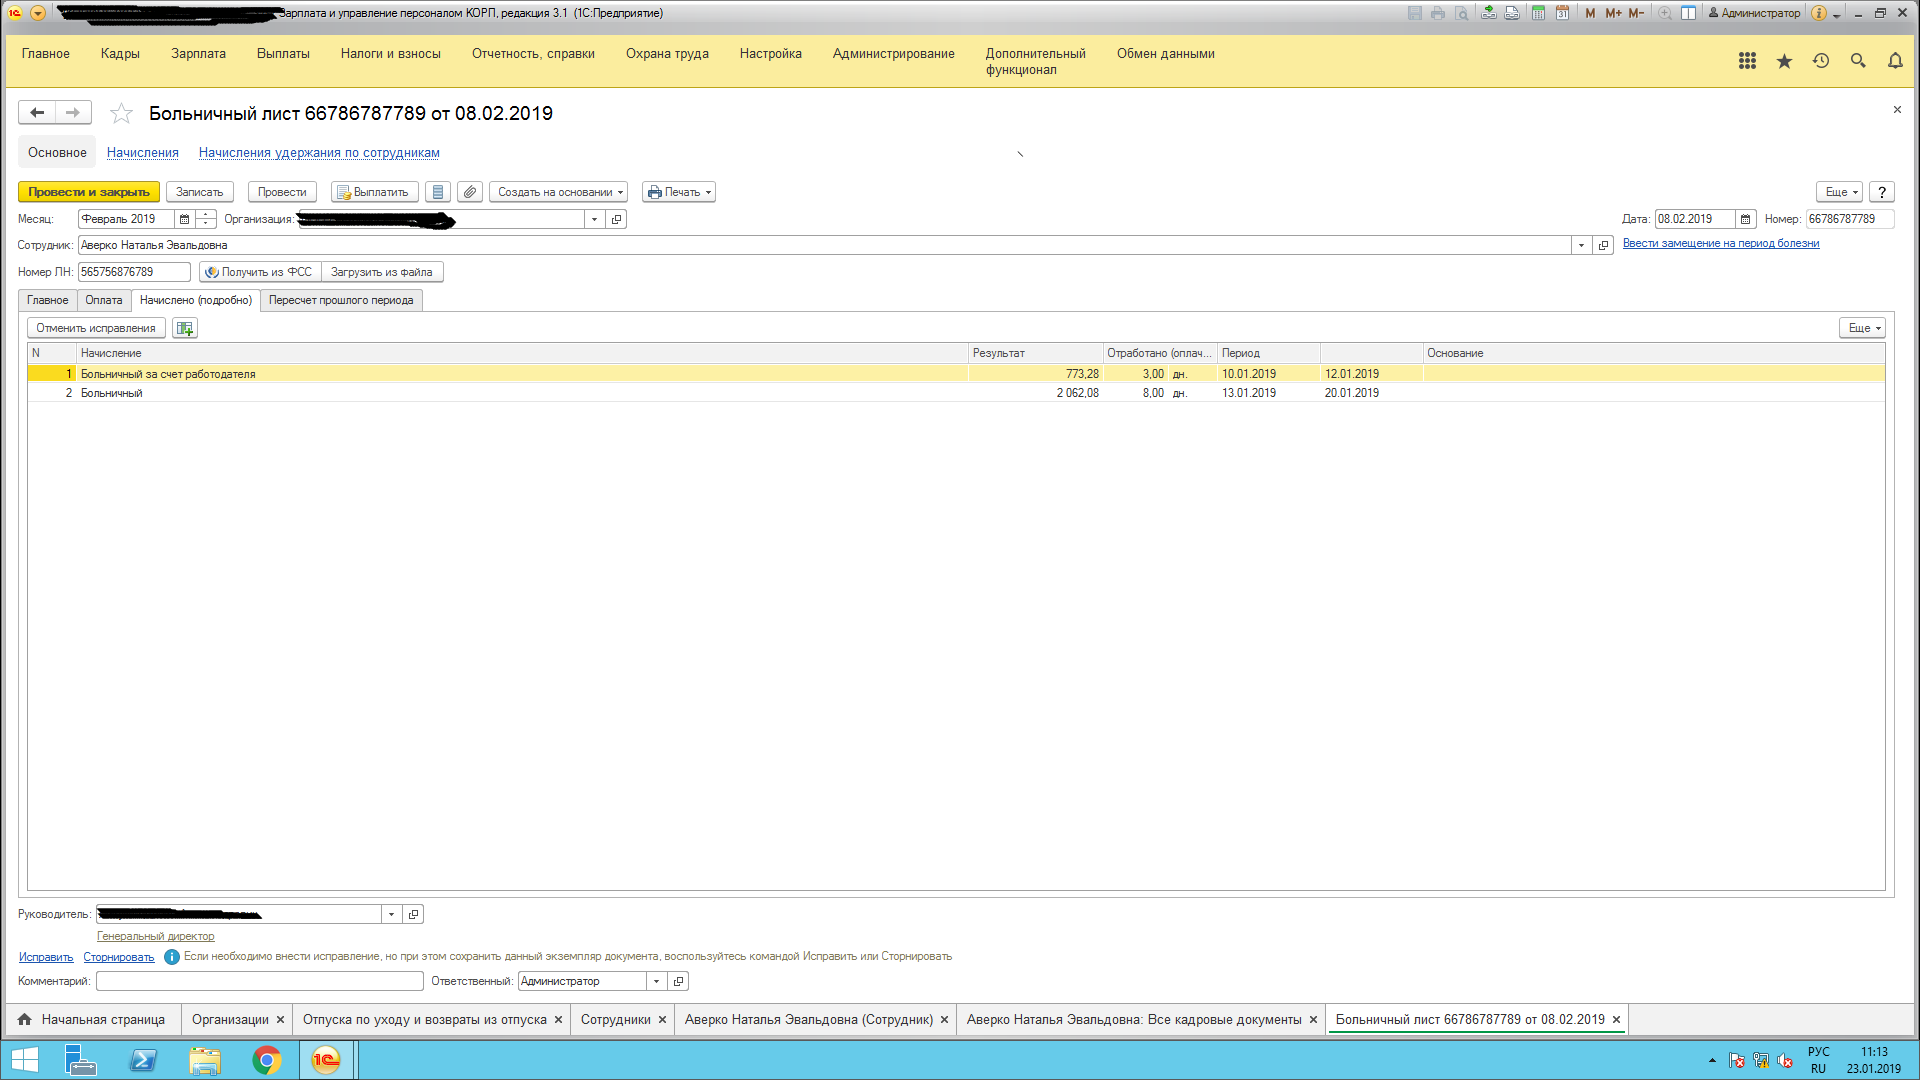 Зарплата и управление персоналом КОРП, редакция 3.1 (1С:Предприятие) M M+ M- Администратор
Главное Кадры Зарплата Выплаты Налоги и взносы Отчетность, справки Охрана труда Настройка Администрирование Дополнительный функционал Обмен данными
Больничный лист 66786787789 от 08.02.2019
Основное Начисления Начисления удержания по сотрудникам
Провести и закрыть Записать Провести Выплатить Создать на основании Печать Еще ?
Месяц: Февраль 2019 Организация: Дата: 08.02.2019 Номер: 66786787789
Сотрудник: Аверко Наталья Эвальдовна Ввести замещение на период болезни
Номер ЛН: 565756876789 Получить из ФСС Загрузить из файла
Главное Оплата Начислено (подробно) Пересчет прошлого периода
Отменить исправления Еще
N Начисление Результат Отработано (оплач... Период Основание
1 Больничный за счет работодателя 773,28 3,00 дн. 10.01.2019 12.01.2019
2 Больничный 2 062,08 8,00 дн. 13.01.2019 20.01.2019
Руководитель:
Генеральный директор
Исправить Сторнировать Если необходимо внести исправление, но при этом сохранить данный экземпляр документа, воспользуйтесь командой Исправить или Сторнировать
Комментарий: Ответственный: Администратор
Начальная страница Организации Отпуска по уходу и возвраты из отпуска Сотрудники Аверко Наталья Эвальдовна (Сотрудник) Аверко Наталья Эвальдовна: Все кадровые документы Больничный лист 66786787789 от 08.02.2019
РУС 11:13
RU 23.01.2019